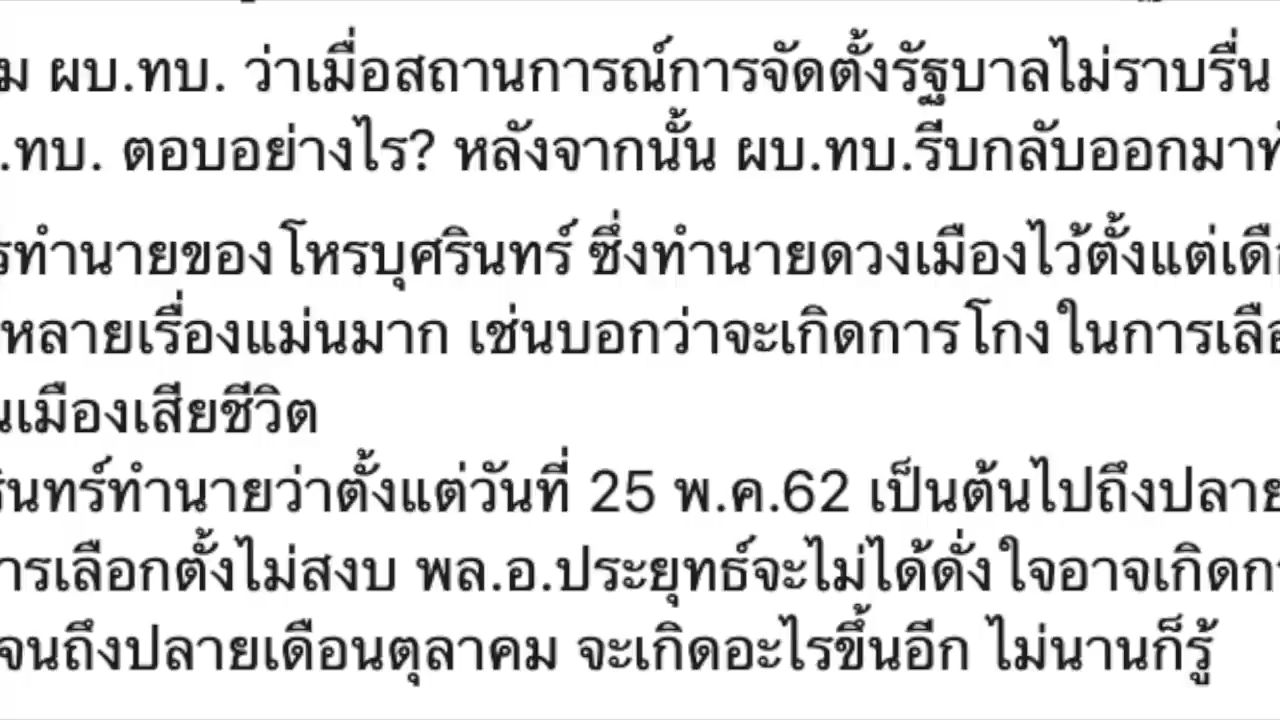 ม ผบ.ทบ. ว่าเมื่อสถานการณ์การจัดตั้งรัฐบาลไม่ราบรื่น
.ทบ. ตอบอย่างไร? หลังจากนั้น ผบ.ทบ.รีบกลับออกมาท
รทำนายของโหรบุศรินทร์ ซึ่งทำนายดวงเมืองไว้ตั้งแต่เดือ
หลายเรื่องแม่นมาก เช่นบอกว่าจะเกิดการโกงในการเลือ
นเมืองเสียชีวิต
รินทร์ทำนายว่าตั้งแต่วันที่ 25 พ.ค.62 เป็นต้นไปถึงปลาย
ารเลือกตั้งไม่สงบ พล.อ.ประยุทธ์จะไม่ได้ดั่งใจอาจเกิดกา
จนถึงปลายเดือนตุลาคม จะเกิดอะไรขึ้นอีก ไม่นานก็รู้